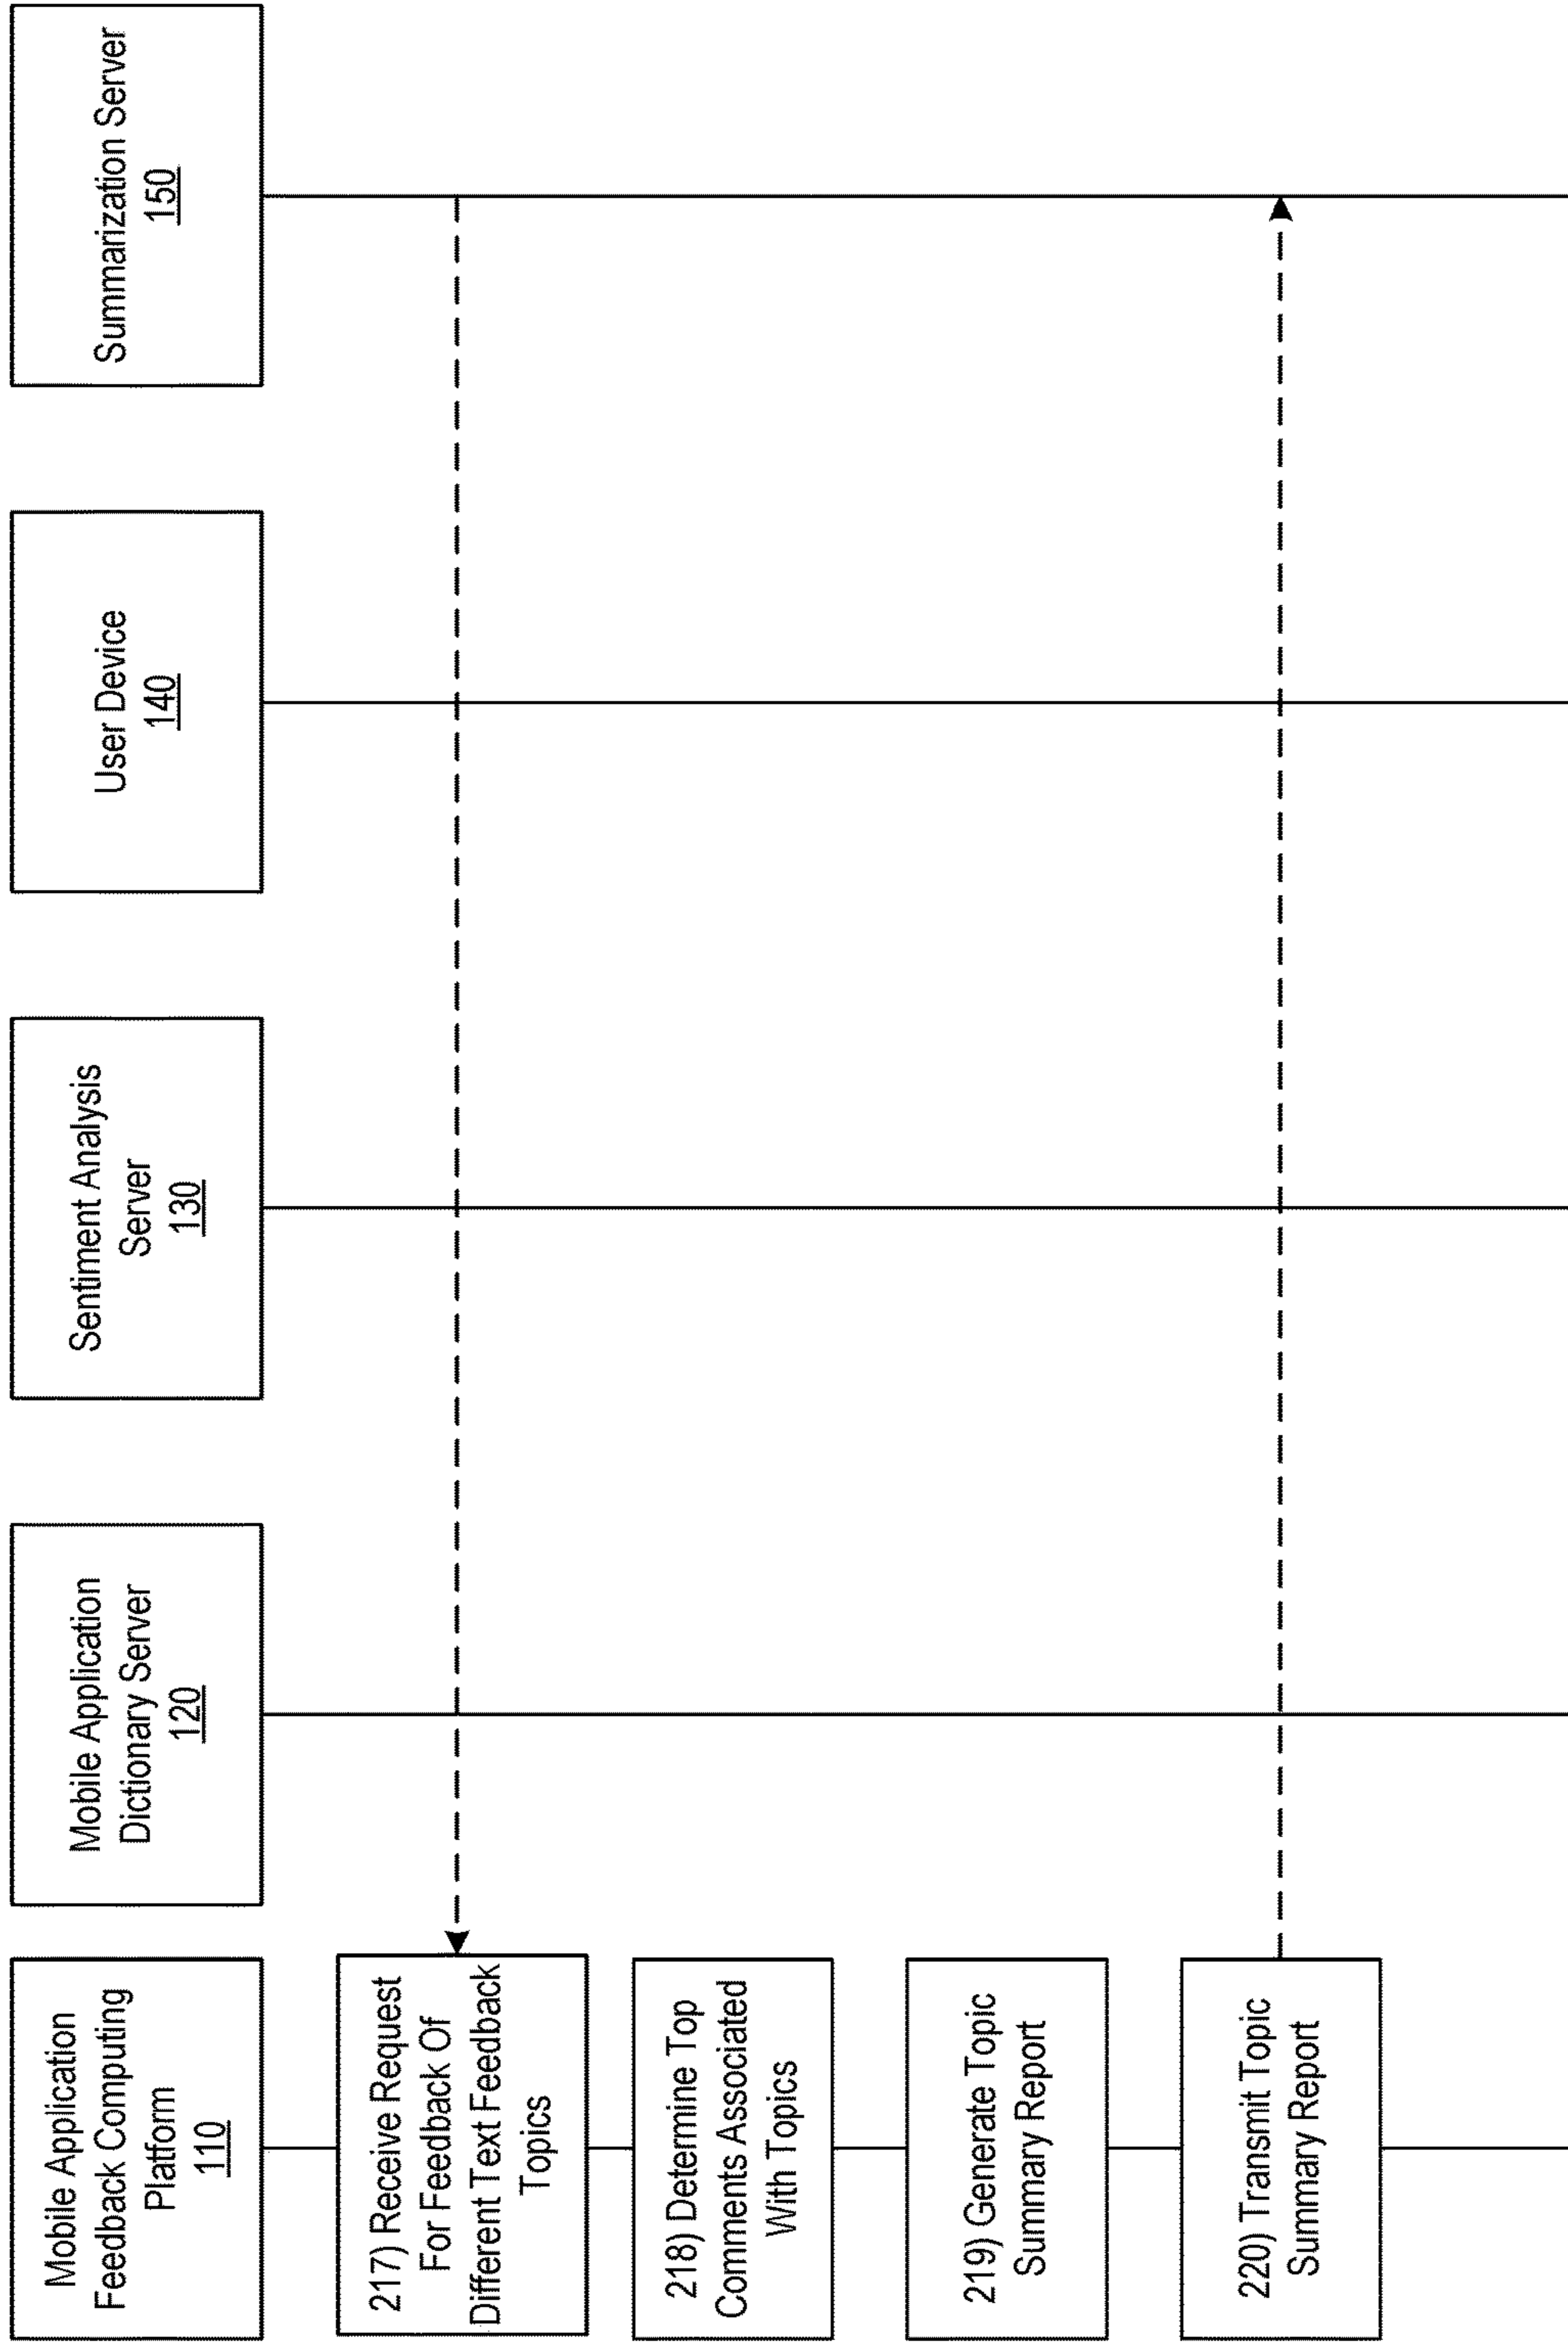 Mobile Application
Feedback Computing
Platform
110
Mobile Application
Dictionary Server
120
Sentiment Analysis
Server
130
User Device
140
Summarization Server
150
217) Receive Request
For Feedback Of
Different Text Feedback
Topics
218) Determine Top
Comments Associated
With Topics
219) Generate Topic
Summary Report
220) Transmit Topic
Summary Report